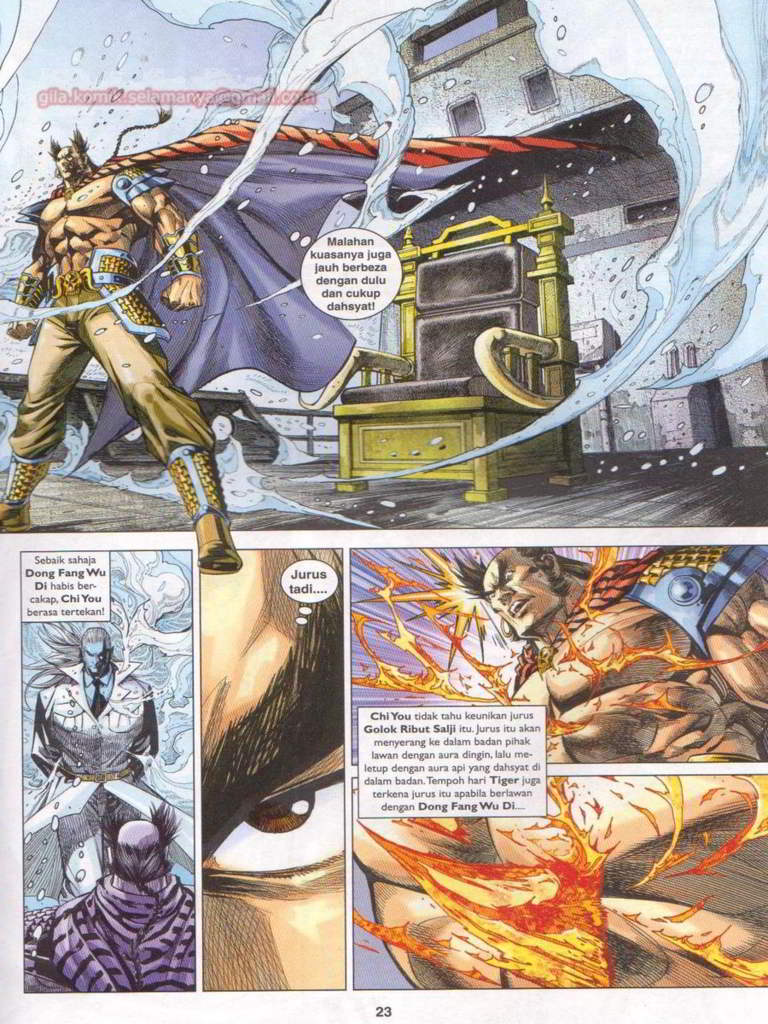 gila.komik.selamanya@gmail.com
Malahan
kuasanya juga
jauh berbeza
dengan dulu
dan cukup
dahsyat!
Sebaik sahaja
Dong Fang Wu
Di habis ber-
cakap, Chi You
berasa tertekan!
Jurus
tadi....
Chi You tidak tahu keunikan jurus
Golok Ribut Salji itu. Jurus itu akan
menyerang ke dalam badan pihak
lawan dengan aura dingin, lalu me-
letup dengan aura api yang dahsyat di
dalam badan. Tempoh hari Tiger juga
terkena jurus itu apabila berlawan
dengan Dong Fang Wu Di....
23